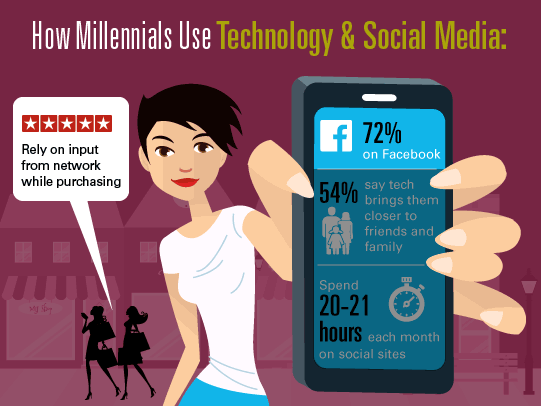 How Millennials Use Technology & Social Media:
Rely on input
from network
while purchasing
72%
on Facebook
54% say tech
brings them
closer to
friends and
family
Spend
20-21
hours each month
on social sites